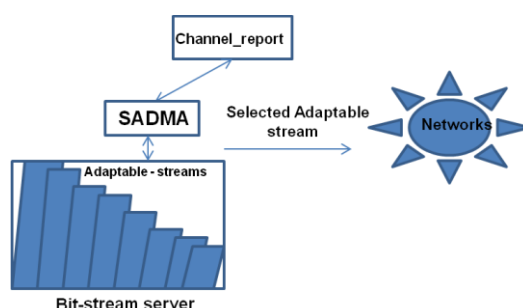 Channel_report
SADMA
Selected Adaptable
stream
Networks
Adaptable - streams
Bit-stream server